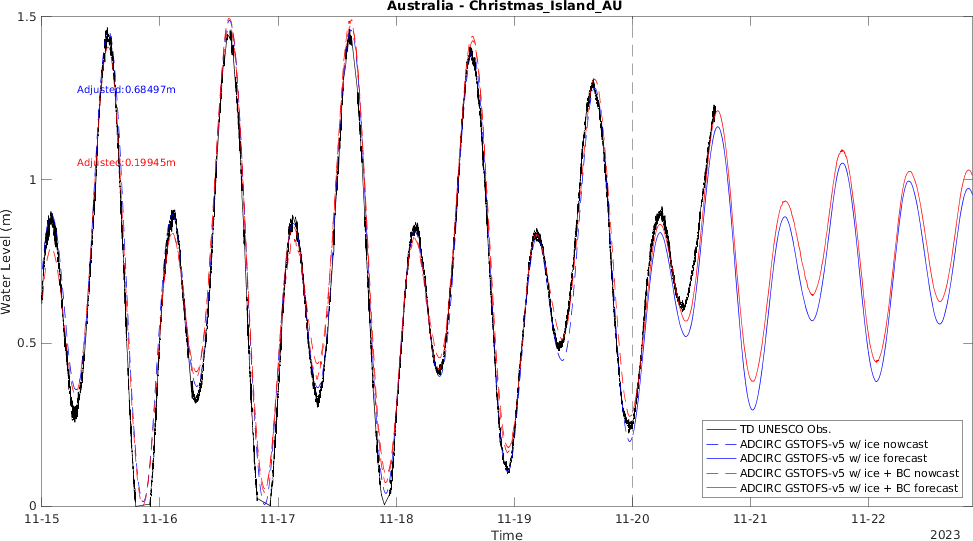 Australia - Christmas_Island_AU
1.5
1
0.5
0
Water Level (m)
Adjusted:0.68497m
Adjusted:0.19945m
TD UNESCO Obs.
ADCIRC GSTOFS-v5 w/ ice nowcast
ADCIRC GSTOFS-v5 w/ ice forecast
ADCIRC GSTOFS-v5 w/ ice + BC nowcast
ADCIRC GSTOFS-v5 w/ ice + BC forecast
11-15 11-16 11-17 11-18 11-19 11-20 11-21 11-22
Time
2023